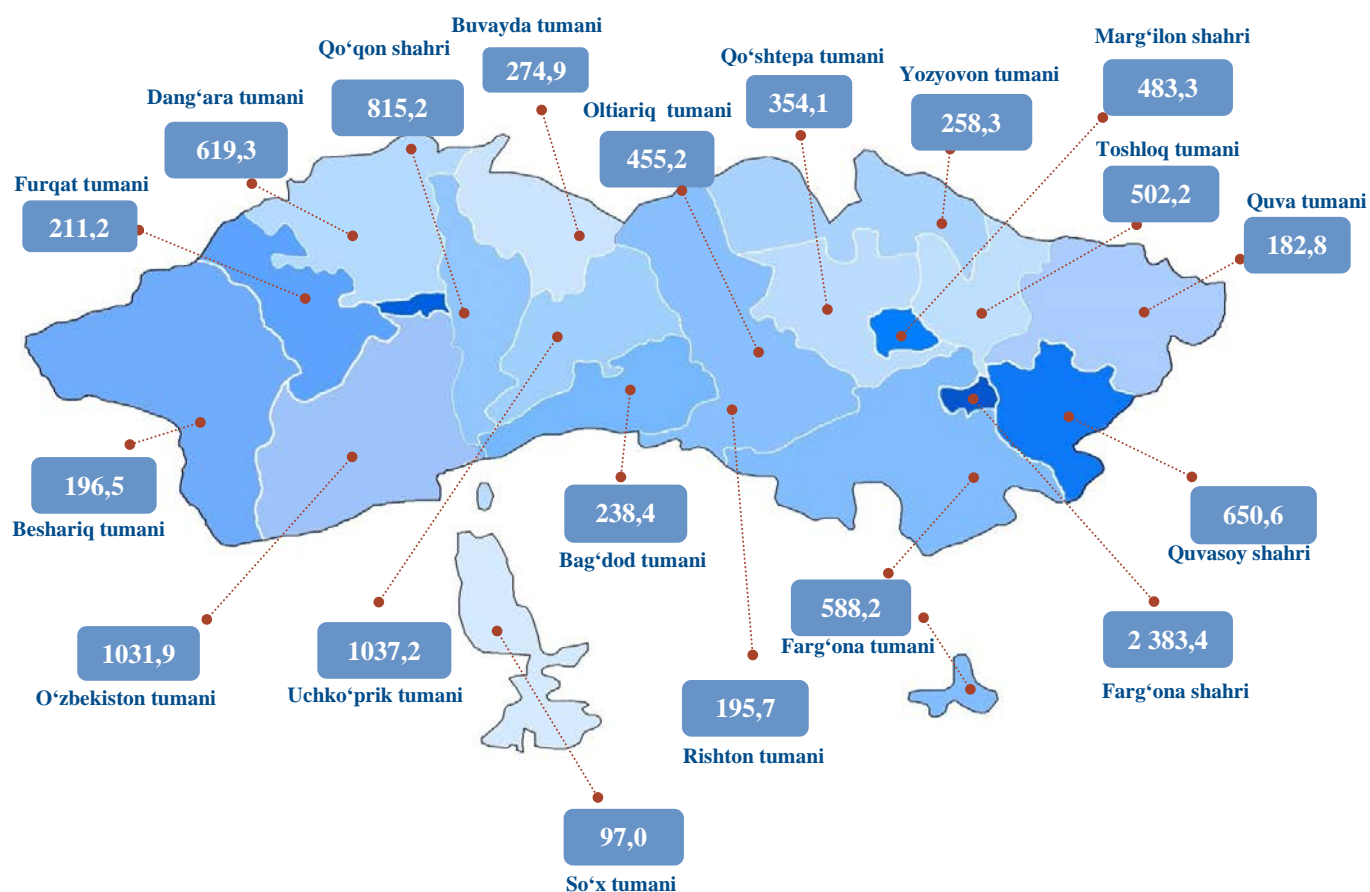 Buvayda tumani
274,9
Qo‘qon shahri
815,2
Dang‘ara tumani
619,3
Furqat tumani
211,2
Oltiariq tumani
455,2
Qo‘shtepa tumani
354,1
Yozyovon tumani
258,3
Marg‘ilon shahri
483,3
Toshloq tumani
502,2
Quva tumani
182,8
196,5
Beshariq tumani
1031,9
O‘zbekiston tumani
1037,2
Uchko‘prik tumani
238,4
Bag‘dod tumani
195,7
Rishton tumani
588,2
Farg‘ona tumani
650,6
Quvasoy shahri
2 383,4
Farg‘ona shahri
97,0
So‘x tumani